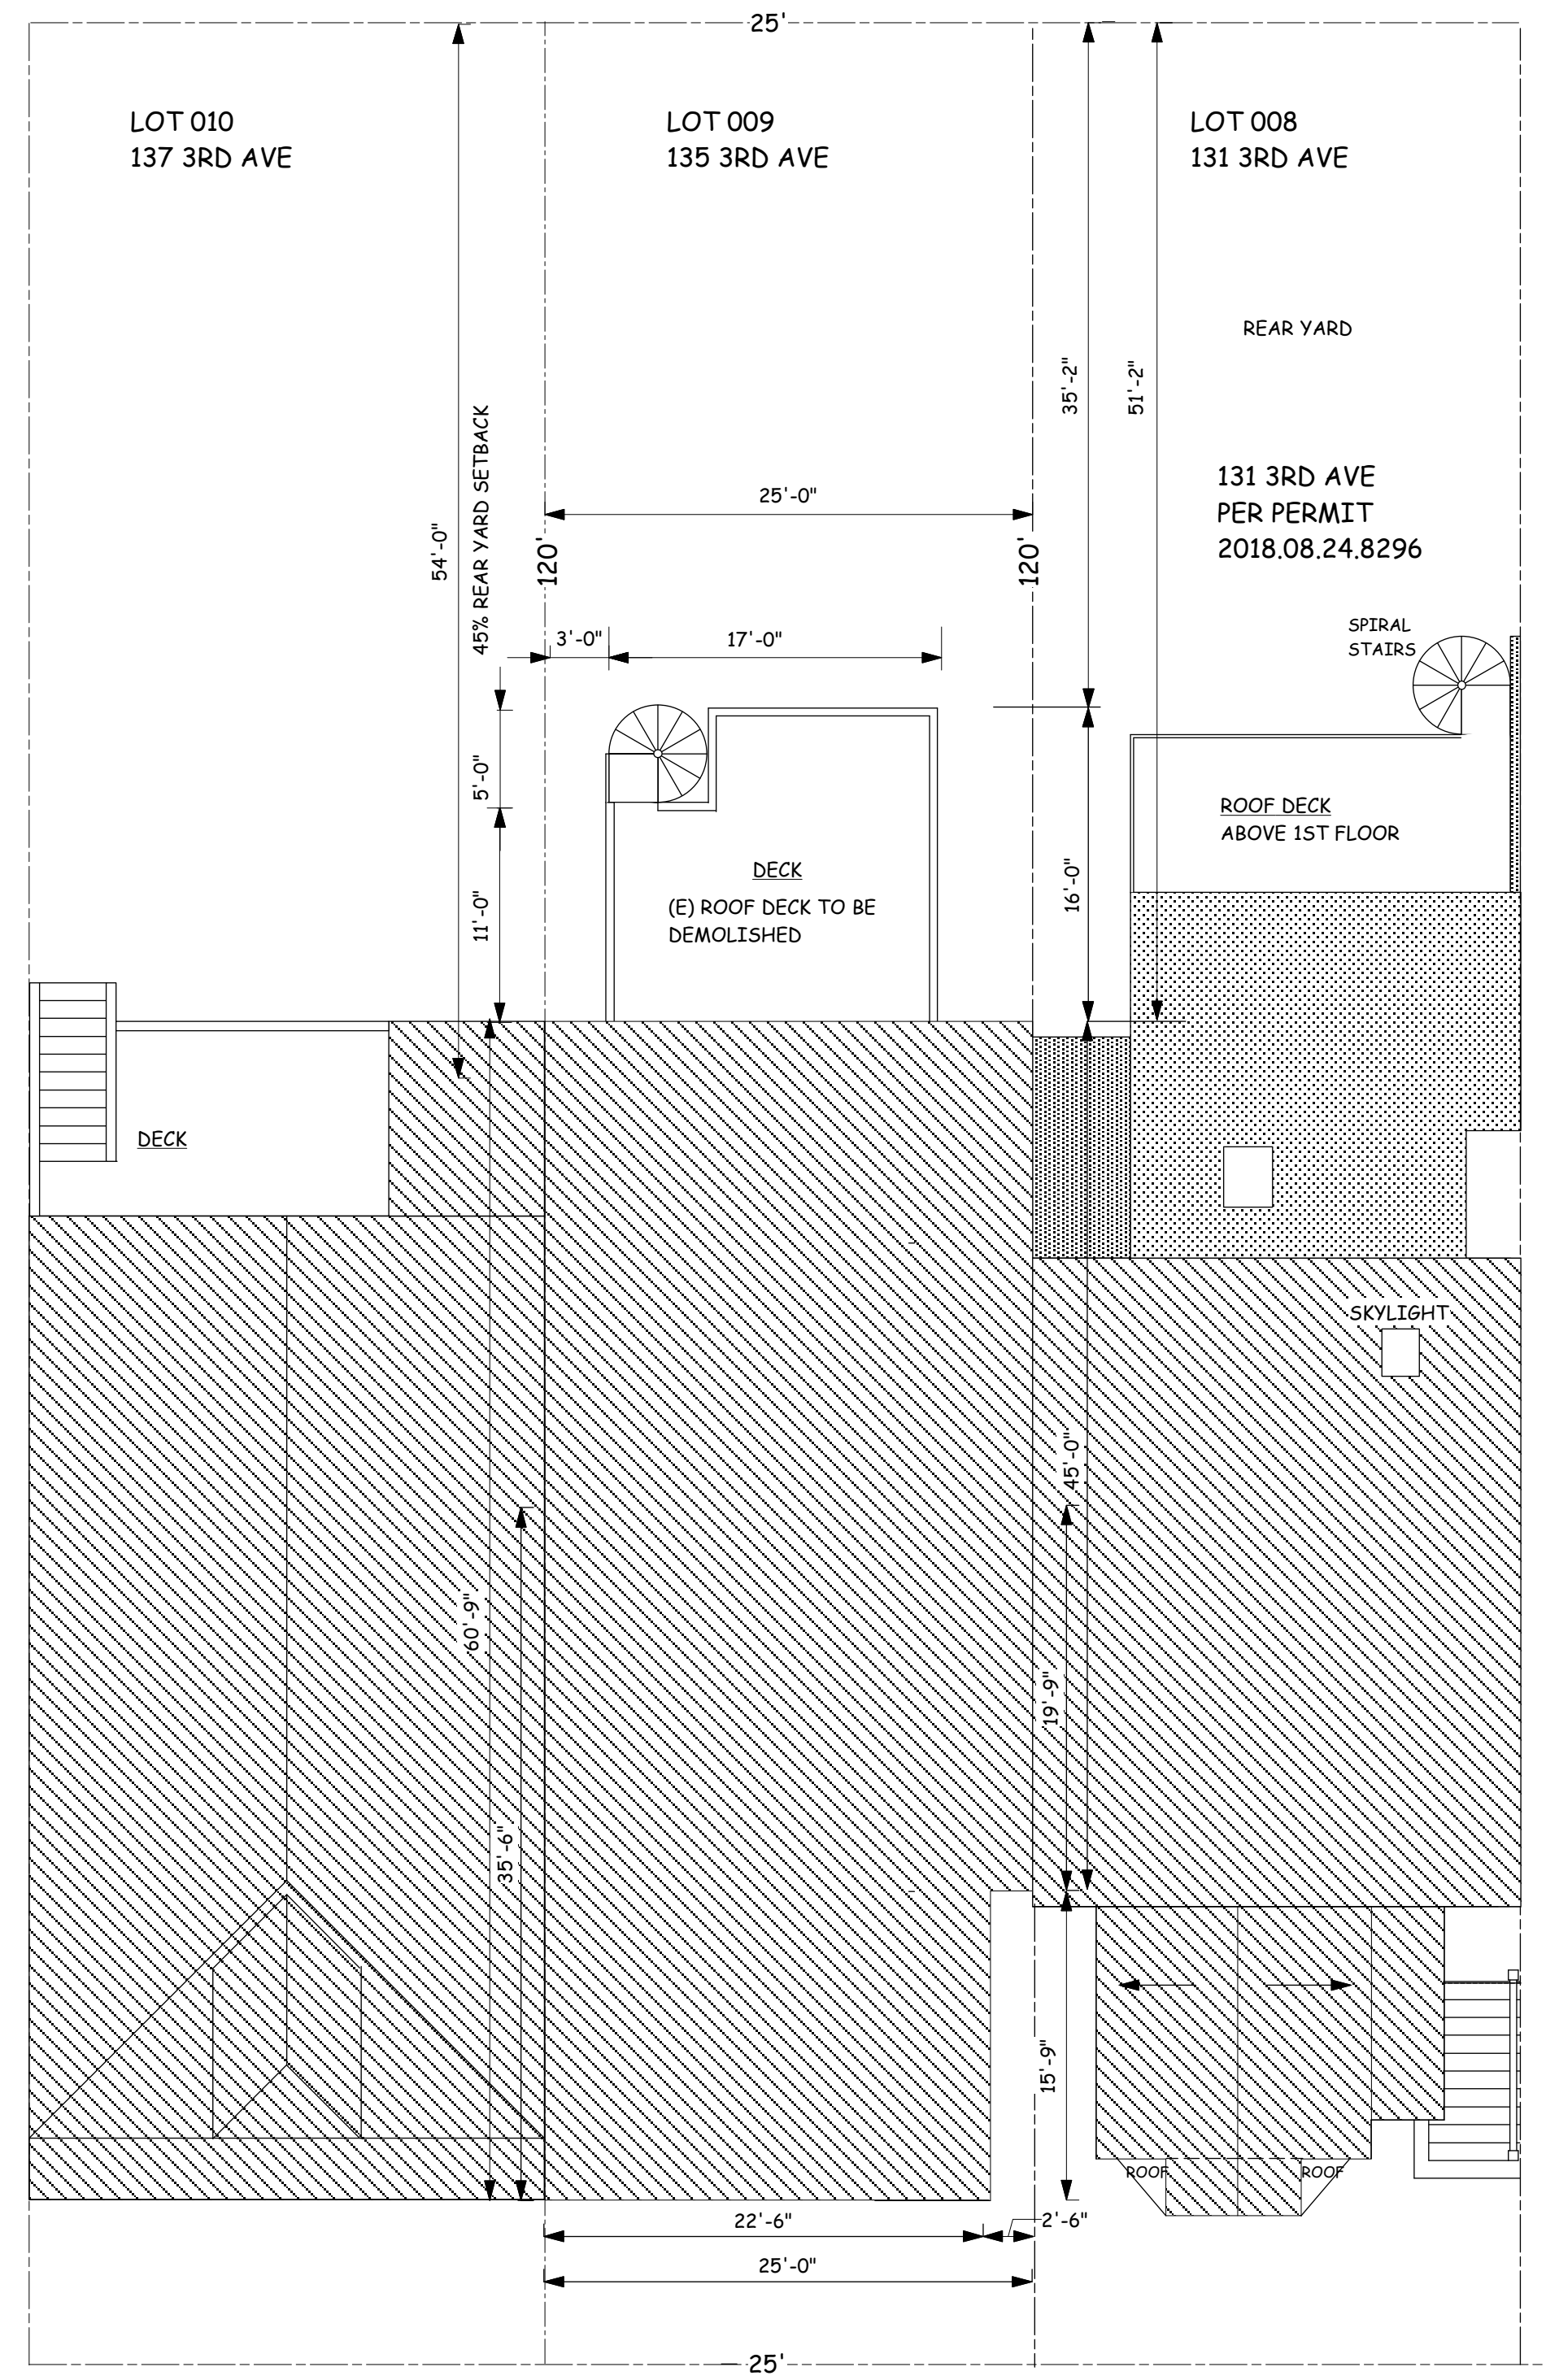 25'
LOT 010
137 3RD AVE
LOT 009
135 3RD AVE
LOT 008
131 3RD AVE
REAR YARD
35'-2"
51'-2"
45% REAR YARD SETBACK
54'-0"
25'-0"
120'
120'
131 3RD AVE
PER PERMIT
2018.08.24.8296
SPIRAL
STAIRS
3'-0"
17'-0"
5'-0"
11'-0"
16'-0"
ROOF DECK
ABOVE 1ST FLOOR
DECK
(E) ROOF DECK TO BE
DEMOLISHED
DECK
SKYLIGHT
45'-0"
60'-9"
19'-9"
35'-6"
15'-9"
ROOF
ROOF
22'-6"
2'-6"
25'-0"
25'